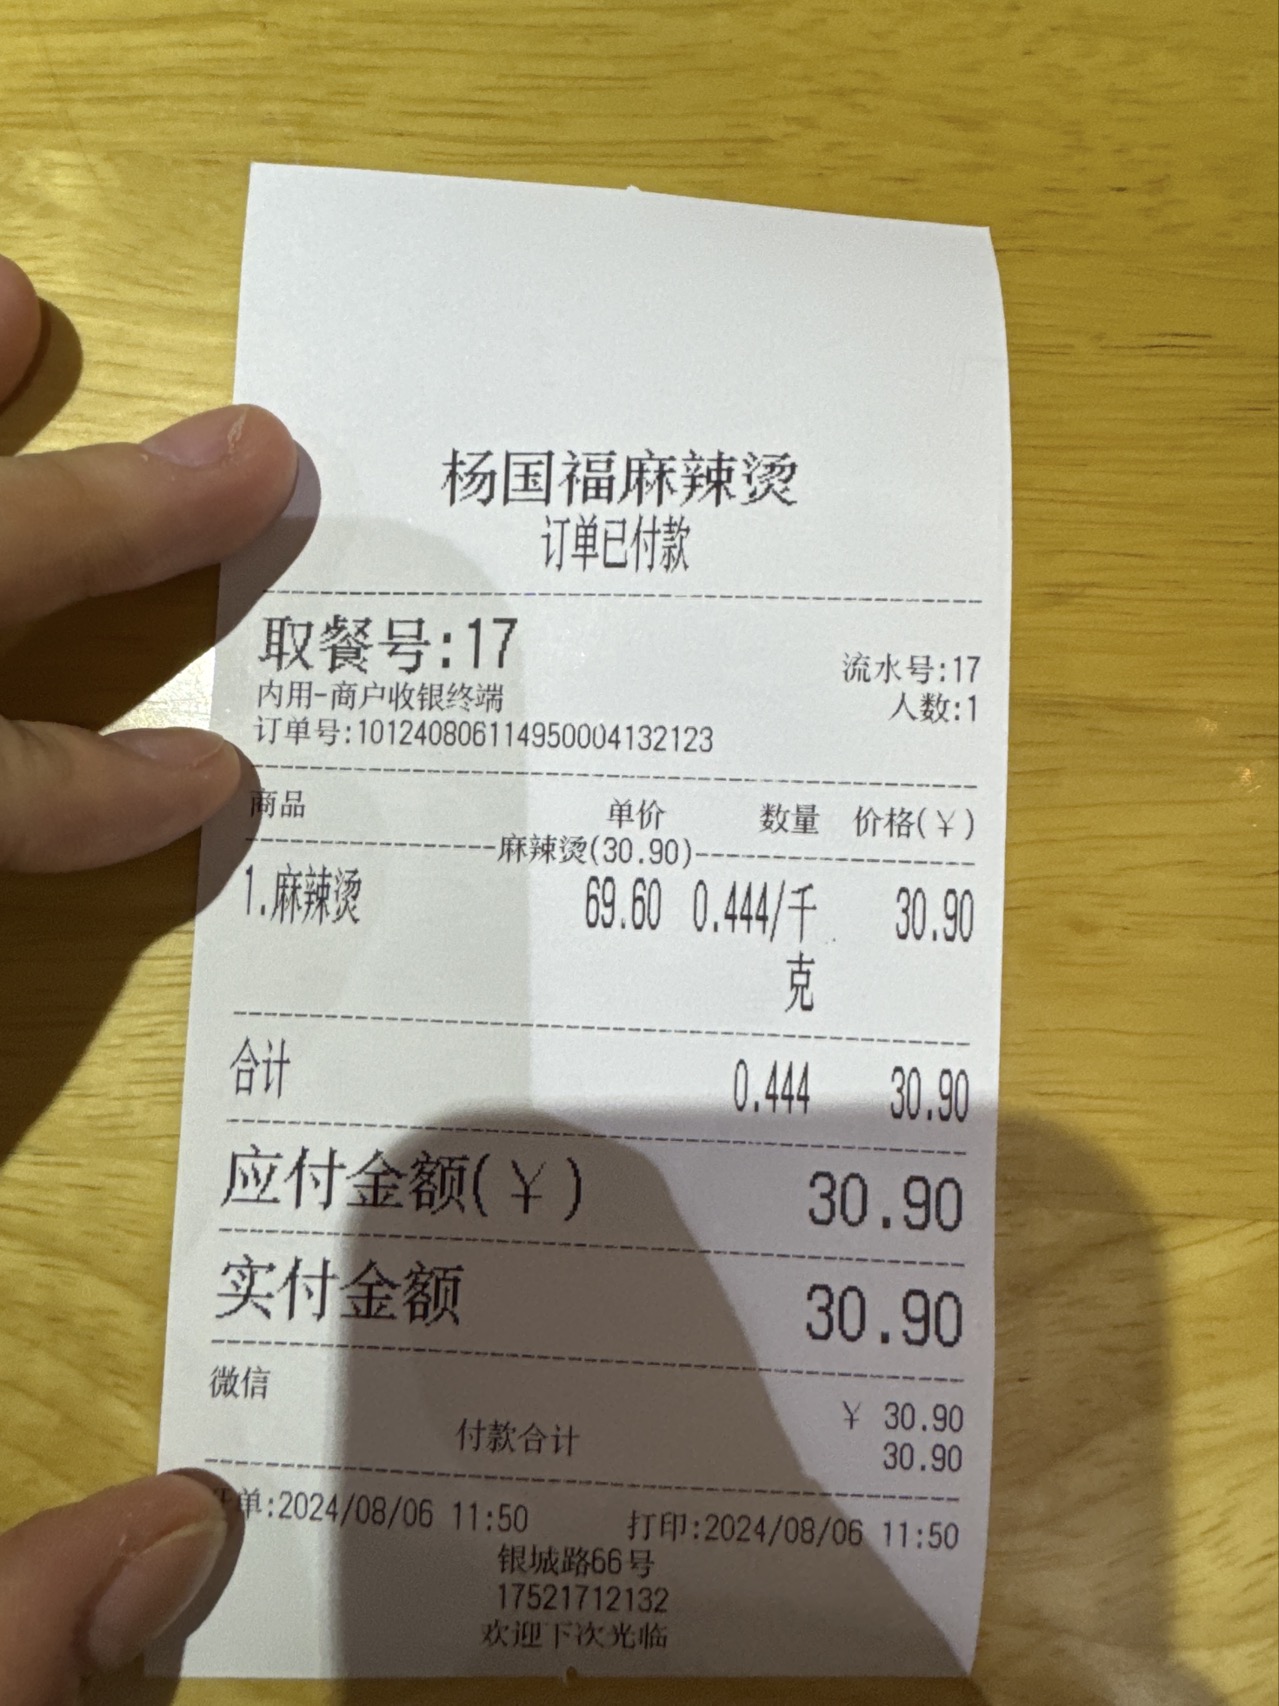 杨国福麻辣烫
订单已付款
取餐号:17
流水号:17
内用-商户收银终端
人数:1
订单号:101240806114950004132123
商品 单价 数量 价格(¥)
麻辣烫(30.90)
1.麻辣烫 69.60 0.444/千克 30.90
合计 0.444 30.90
应付金额(¥) 30.90
实付金额 30.90
微信 ¥ 30.90
付款合计 30.90
开单:2024/08/06 11:50 打印:2024/08/06 11:50
银城路66号
17521712132
欢迎下次光临